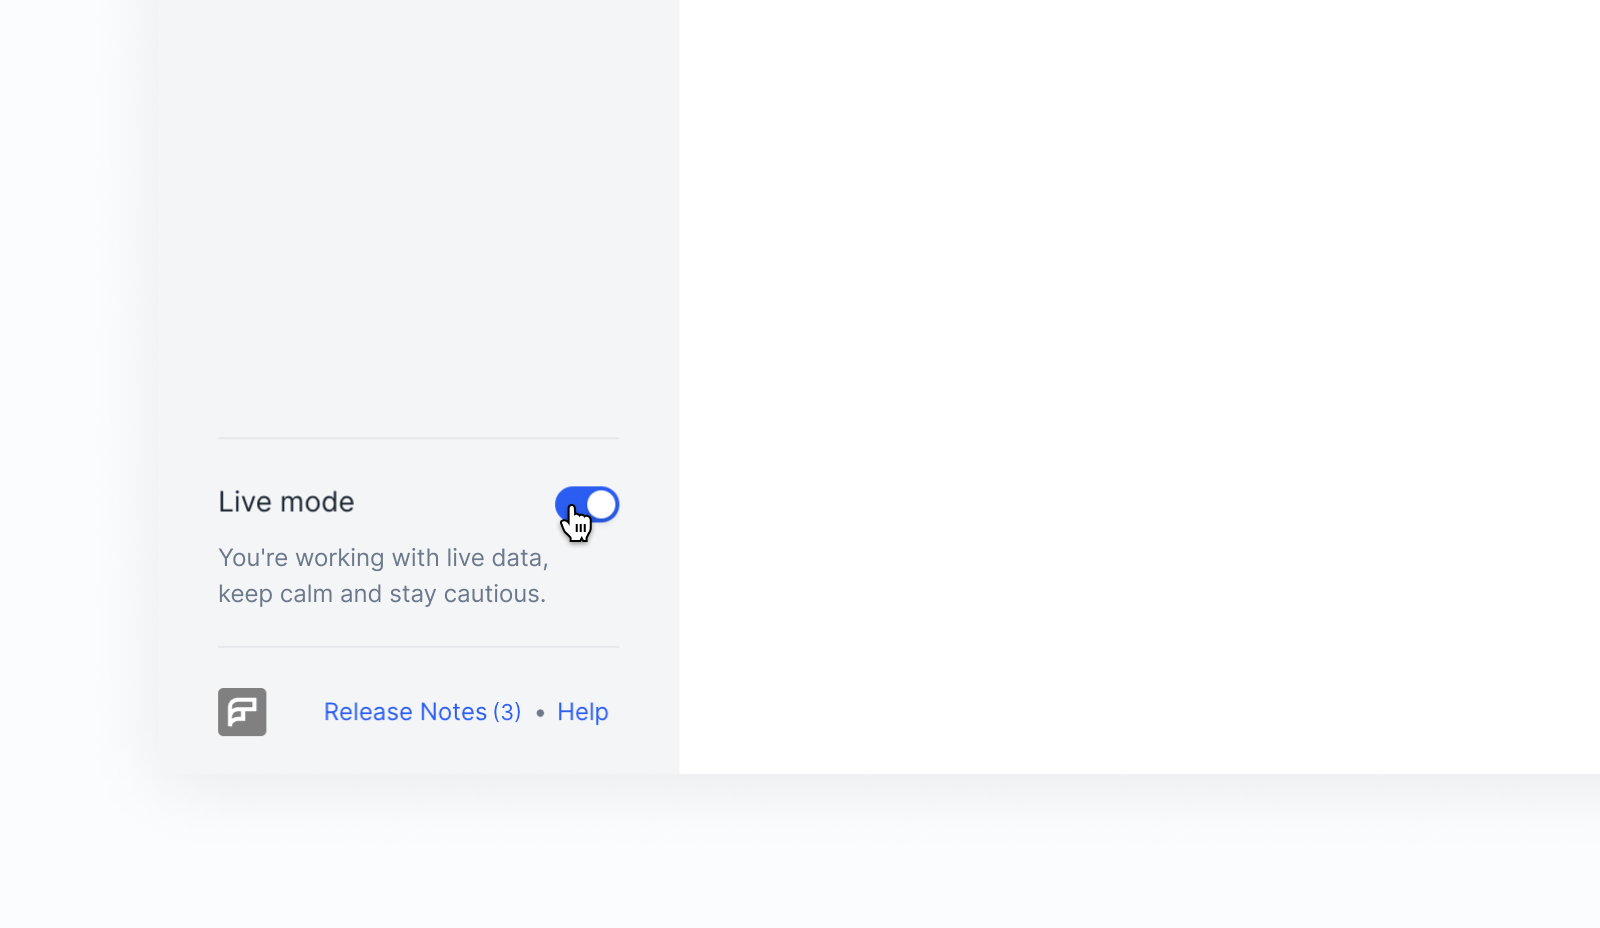 Live mode
You're working with live data,
keep calm and stay cautious.
Release Notes (3) • Help